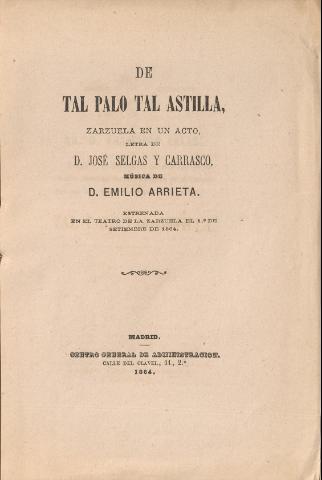 DE
TAL PALO TAL ASTILLA,
ZARZUELA EN UN ACTO,
LETRA DE
D. JOSÉ SELGAS Y CARRASCO,
MÚSICA DE
D. EMILIO ARRIETA.
ESTRENADA
EN EL TEATRO DE LA ZARZUELA EL 1.º DE
SETIEMBRE DE 1864.
MADRID.
CENTRO GENERAL DE ADMINISTRACION.
CALLE DEL CLAVEL, 11, 2.º
1864.